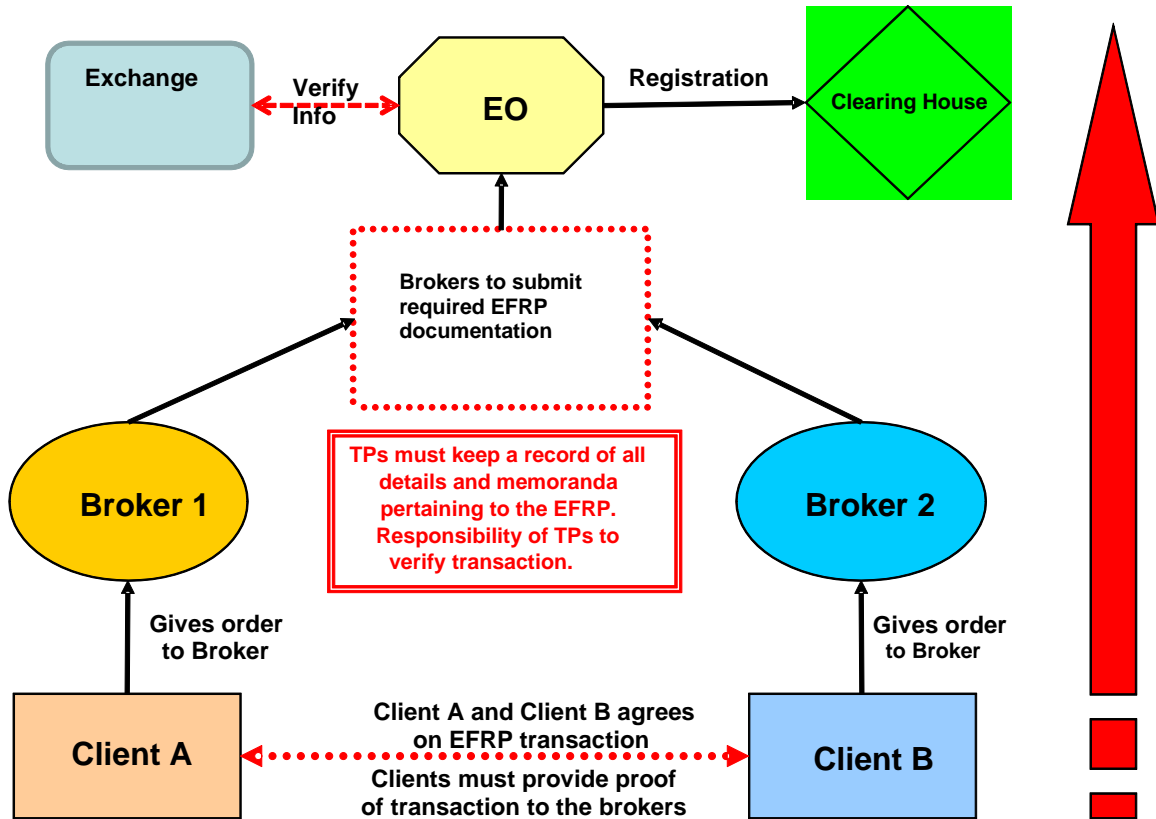 Exchange
Verify
Info
EO
Registration
Clearing House
Brokers to submit
required EFRP
documentation
Broker 1
TPs must keep a record of all
details and memoranda
pertaining to the EFRP.
Responsibility of TPs to
verify transaction.
Broker 2
Gives order
to Broker
Gives order
to Broker
Client A
Client A and Client B agrees
on EFRP transaction
Clients must provide proof
of transaction to the brokers
Client B